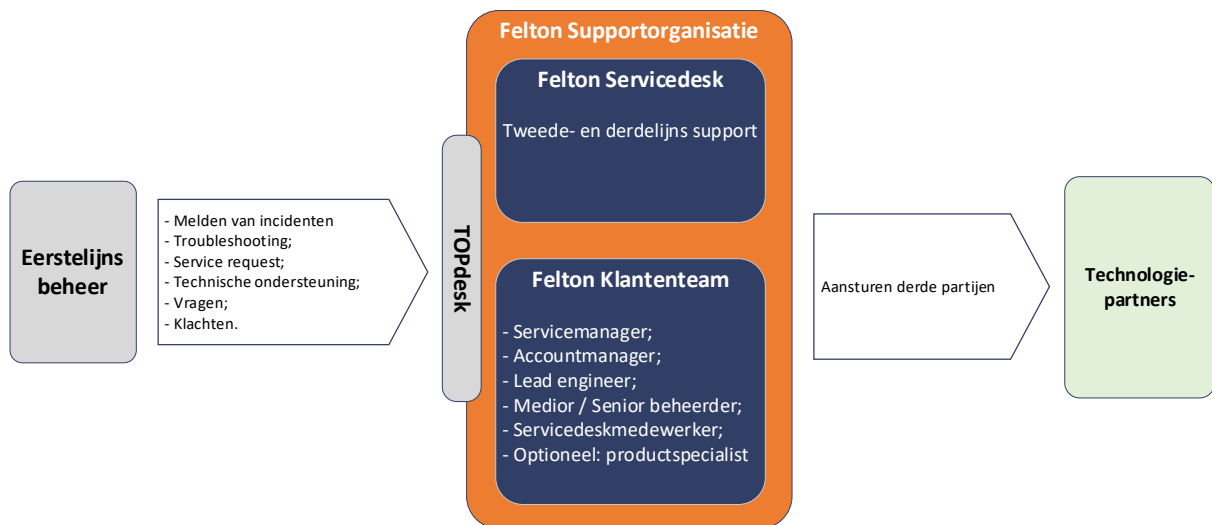 Eerstelijns
beheer
- Melden van incidenten
- Troubleshooting;
- Service request;
- Technische ondersteuning;
- Vragen;
- Klachten.
TOPdesk
Felton Supportorganisatie
Felton Servicedesk
Tweede- en derdelijns support
Felton Klantenteam
- Servicemanager;
- Accountmanager;
- Lead engineer;
- Medior / Senior beheerder;
- Servicedeskmedewerker;
- Optioneel: productspecialist
Aansturen derde partijen
Technologie-
partners